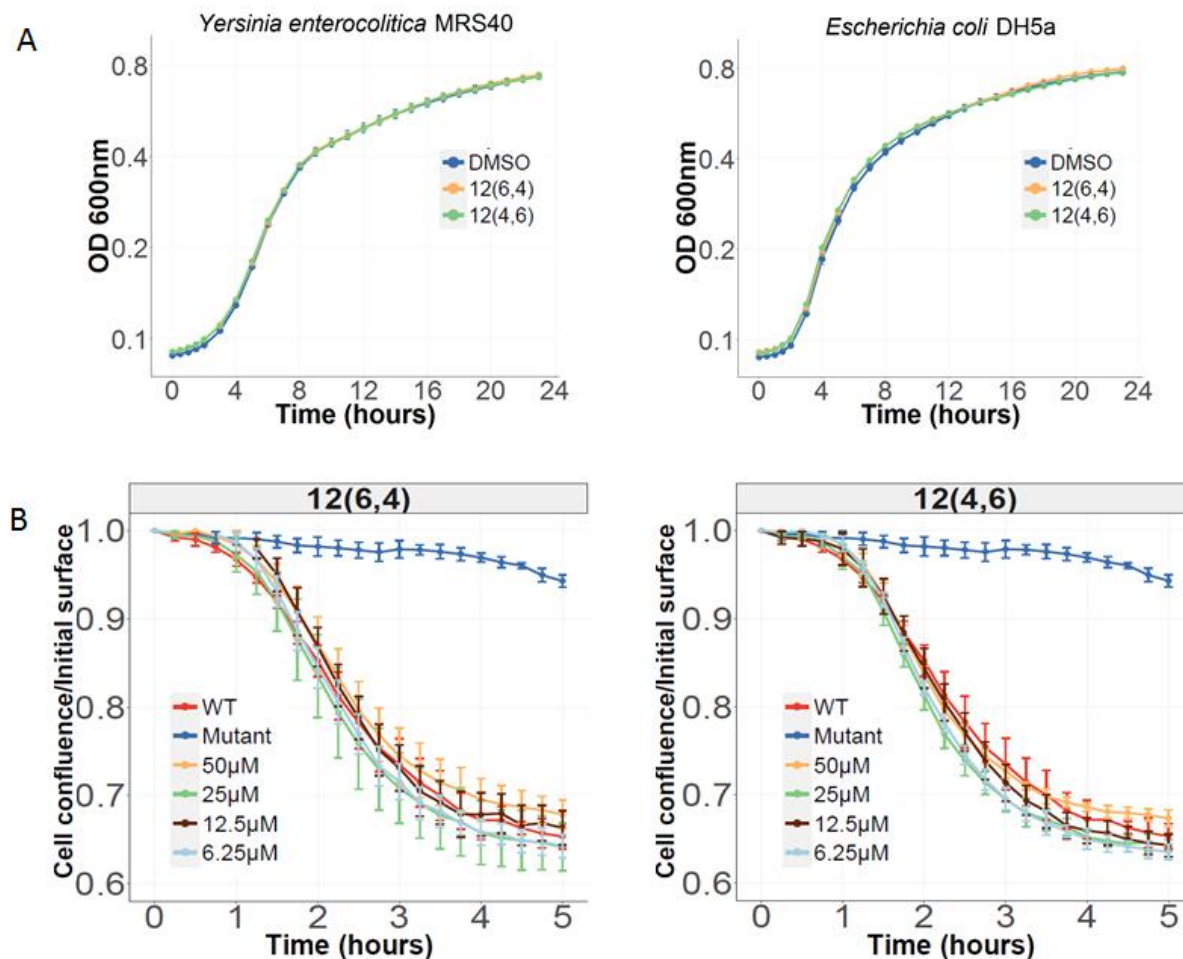 A
Yersinia enterocolitica MRS40
OD 600nm
0.8
0.4
0.2
0.1
DMSO
12(6,4)
12(4,6)
0 4 8 12 16 20 24
Time (hours)
Escherichia coli DH5a
OD 600nm
0.8
0.4
0.2
0.1
DMSO
12(6,4)
12(4,6)
0 4 8 12 16 20 24
Time (hours)
B
12(6,4)
Cell confluence/Initial surface
1.0
0.9
0.8
0.7
0.6
WT
Mutant
50µM
25µM
12.5µM
6.25µM
0 1 2 3 4 5
Time (hours)
12(4,6)
Cell confluence/Initial surface
1.0
0.9
0.8
0.7
0.6
WT
Mutant
50µM
25µM
12.5µM
6.25µM
0 1 2 3 4 5
Time (hours)